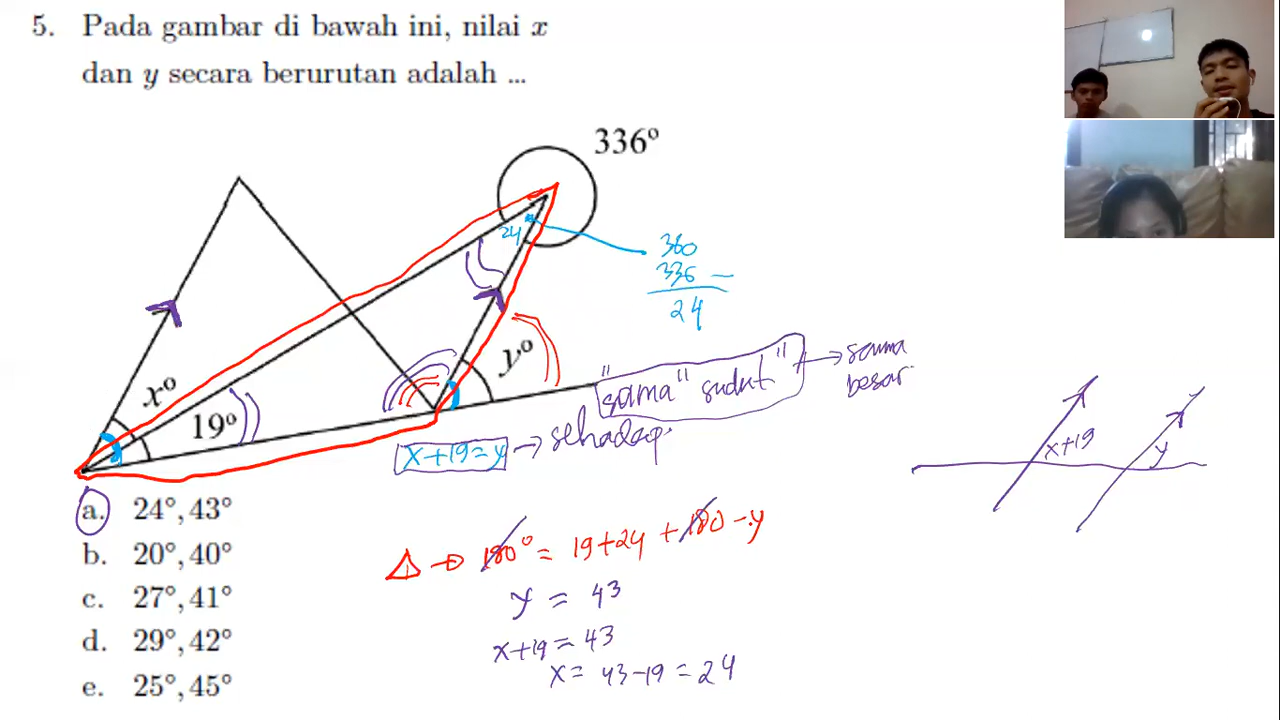 5. Pada gambar di bawah ini, nilai x
dan y secara berurutan adalah ...
336°
24
360
336 –
24
x°
19°
y°
"sama" sudut"
sama
besar
x+19=y → sehadap
x+19
y
a. 24°, 43°
b. 20°, 40°
c. 27°, 41°
d. 29°, 42°
e. 25°, 45°
△ → 180° = 19+24 + 180 - y
y = 43
x+19 = 43
x = 43-19 = 24